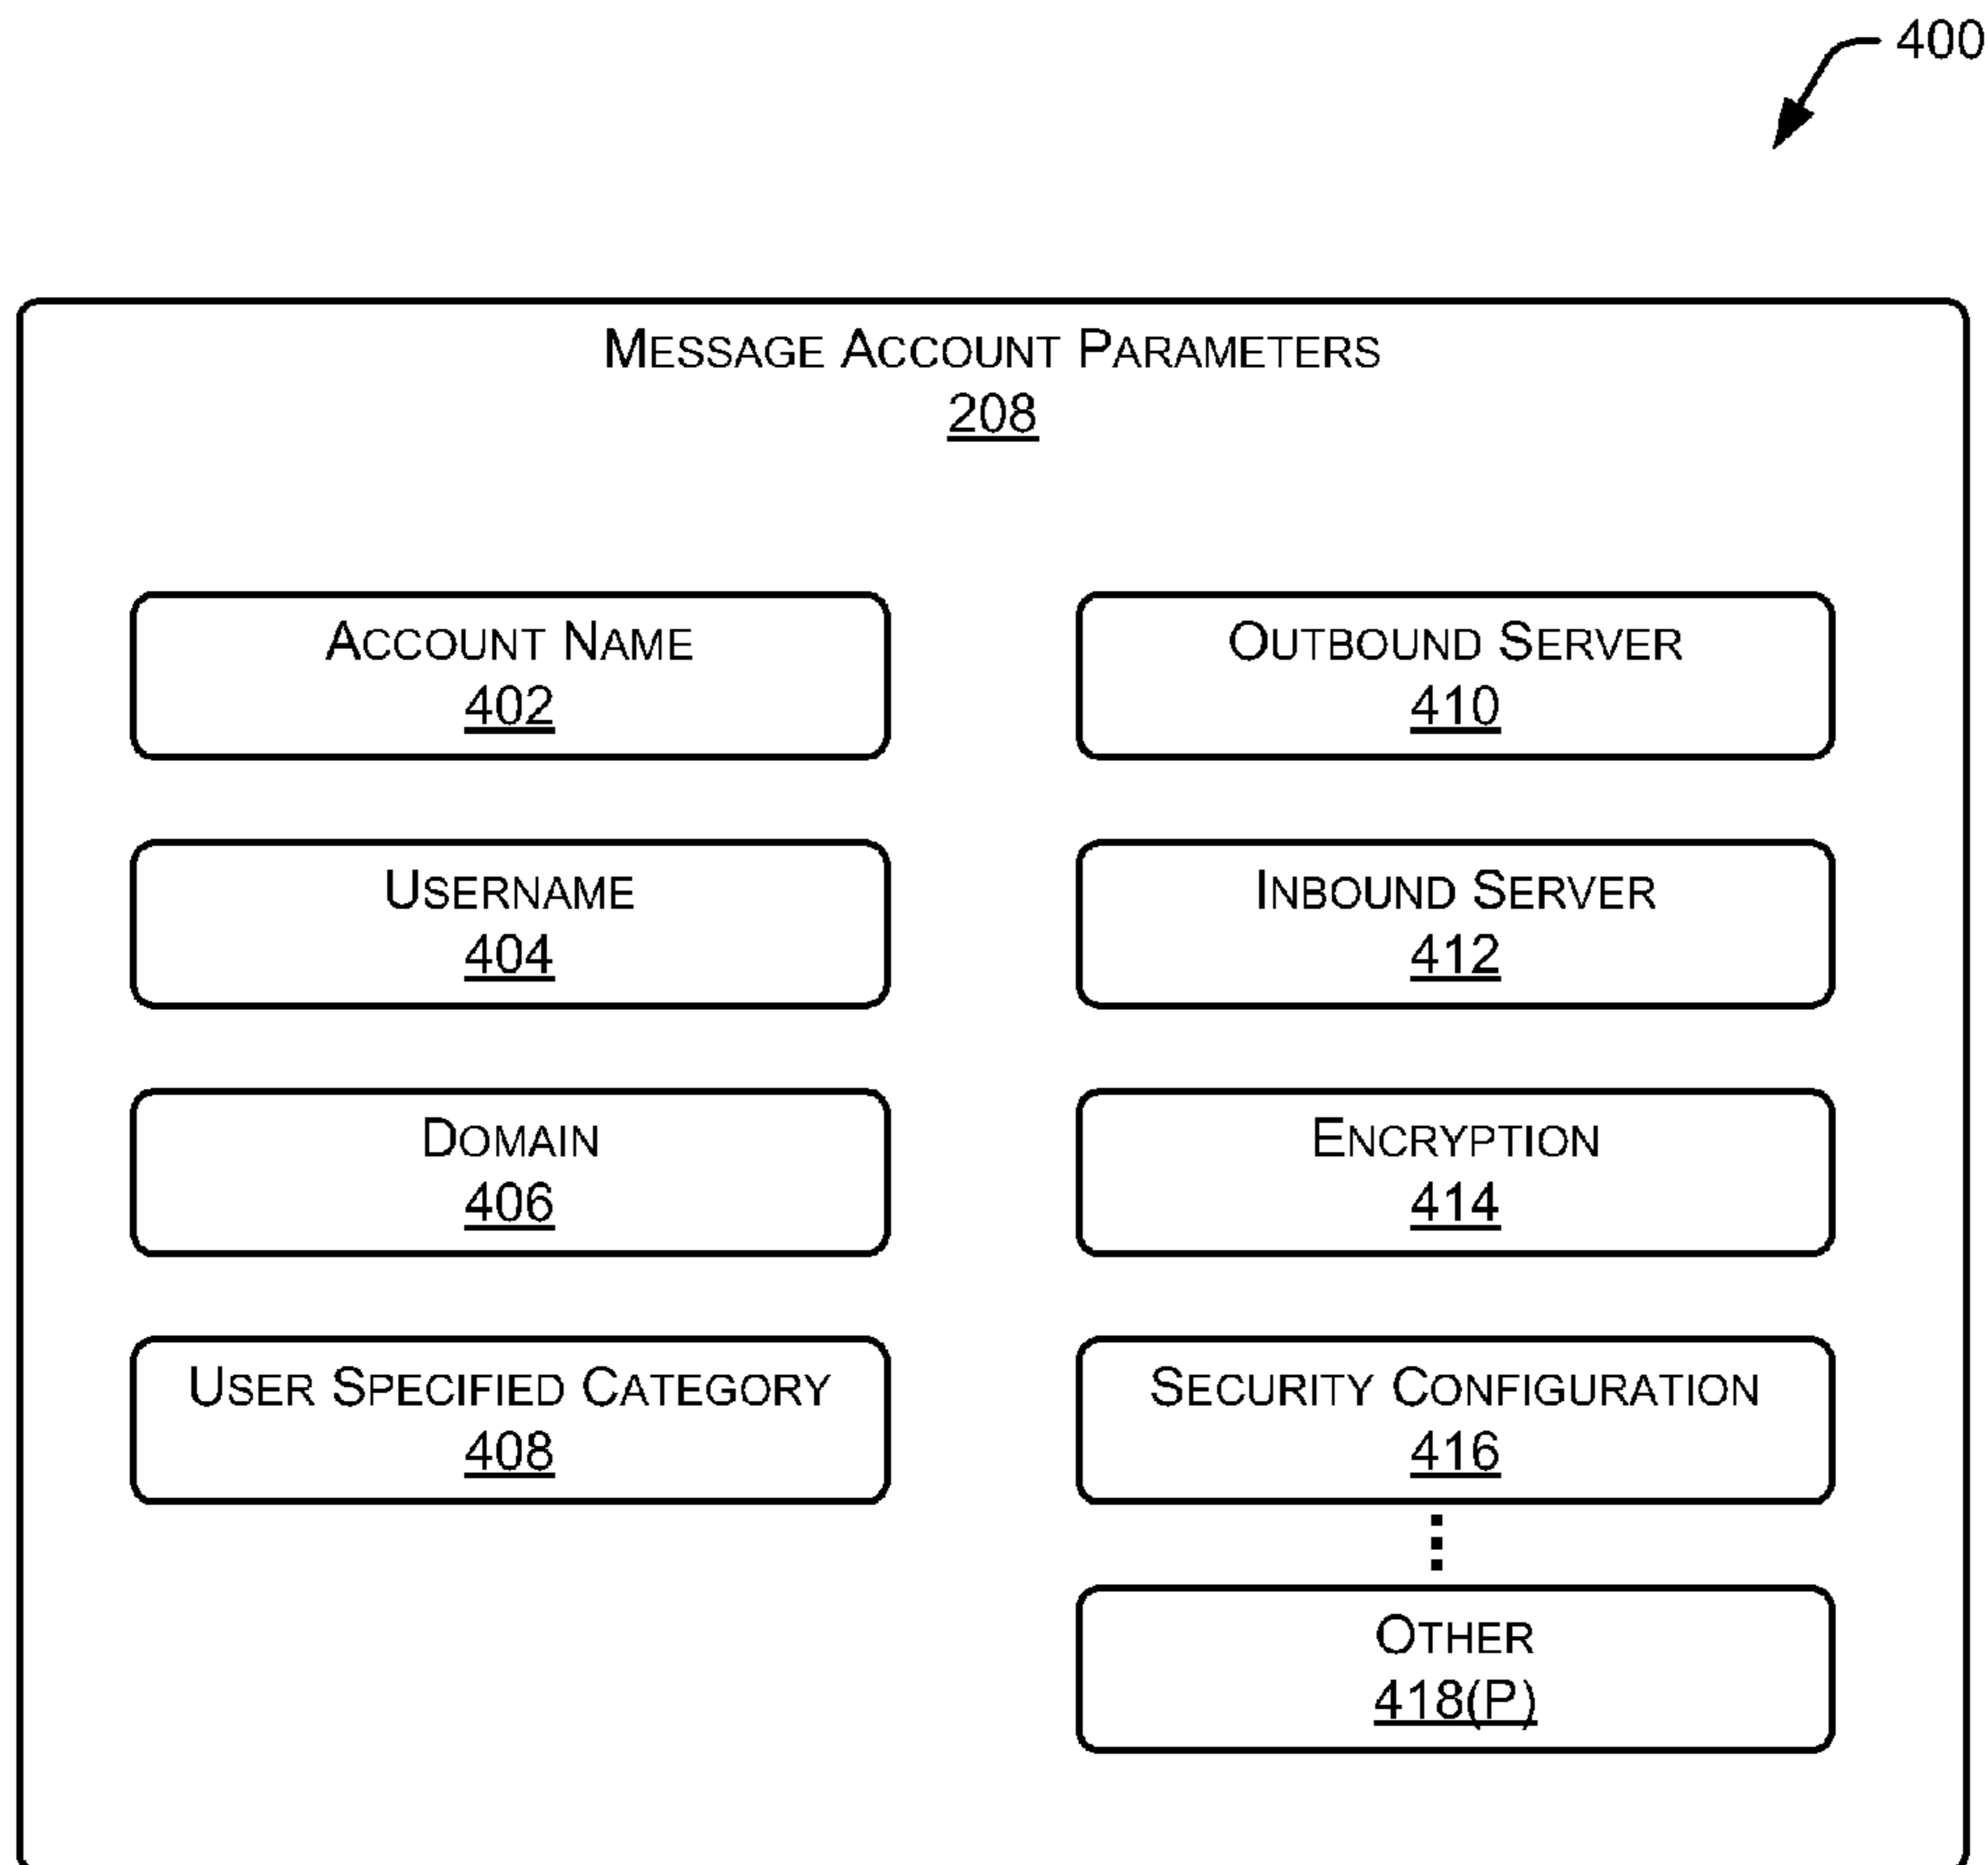 400
MESSAGE ACCOUNT PARAMETERS
208
ACCOUNT NAME
402
USERNAME
404
DOMAIN
406
USER SPECIFIED CATEGORY
408
OUTBOUND SERVER
410
INBOUND SERVER
412
ENCRYPTION
414
SECURITY CONFIGURATION
416
OTHER
418(P)